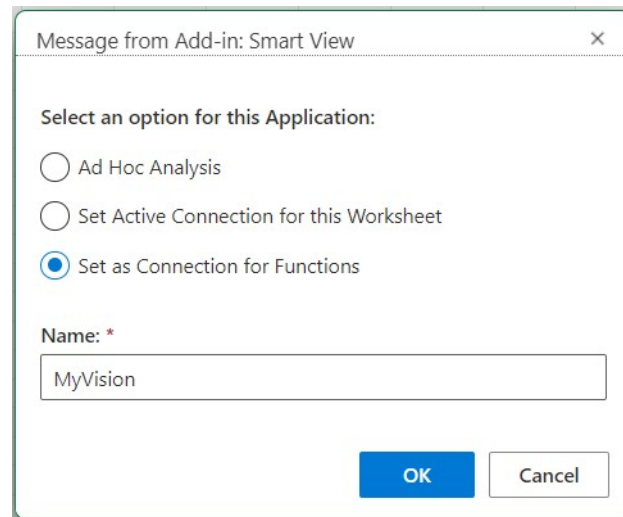 Message from Add-in: Smart View
Select an option for this Application:
Ad Hoc Analysis
Set Active Connection for this Worksheet
Set as Connection for Functions
Name: *
MyVision
OK
Cancel